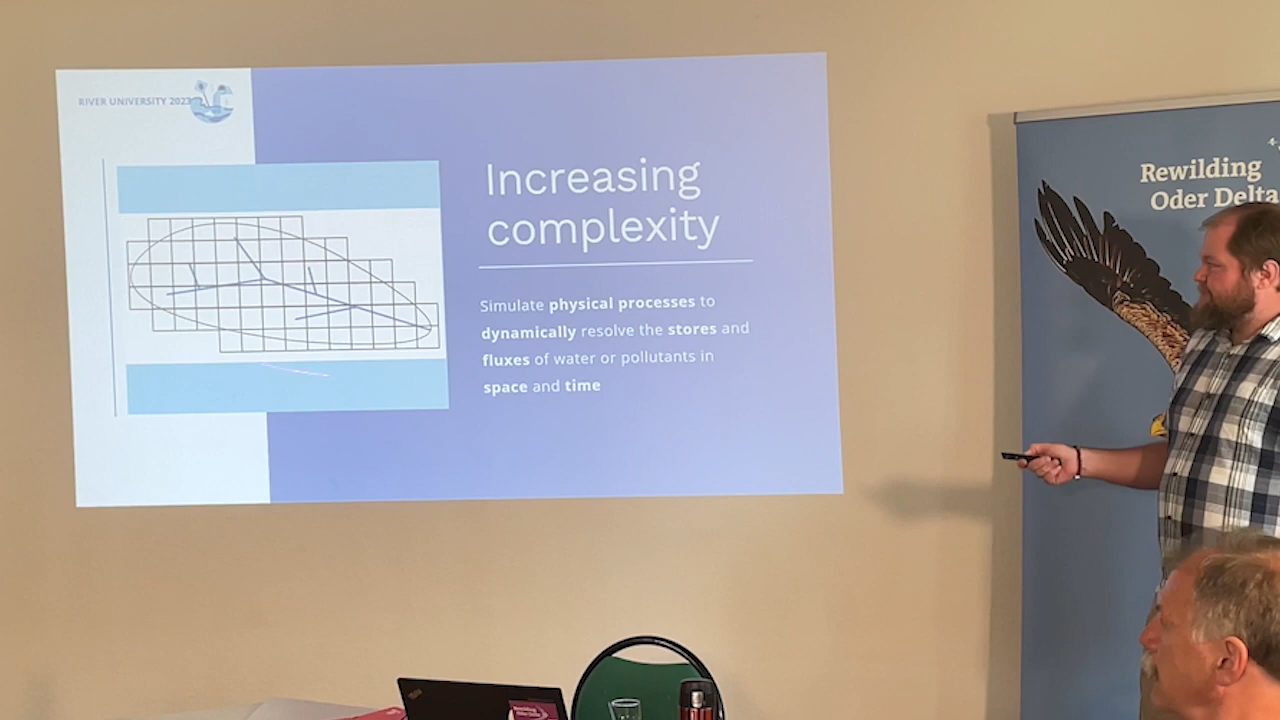 RIVER UNIVERSITY 2023
Increasing
complexity
Simulate physical processes to
dynamically resolve the stores and
fluxes of water or pollutants in
space and time
Rewilding
Oder Delta